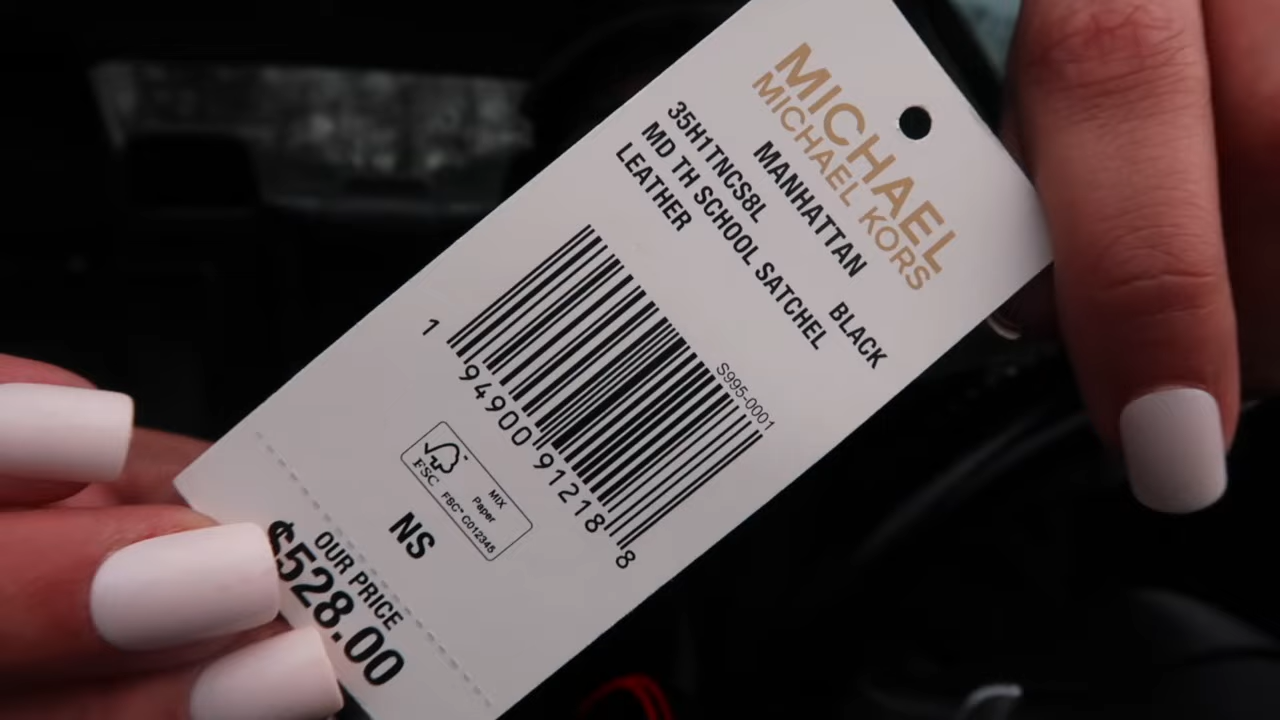 MICHAEL
MICHAEL KORS
MANHATTAN
35H1TNCS8L BLACK
MD TH SCHOOL SATCHEL
LEATHER
S995-0001
1 94900 91218 8
FSC
MIX
Paper
FSC™ C012345
NS
OUR PRICE
$528.00